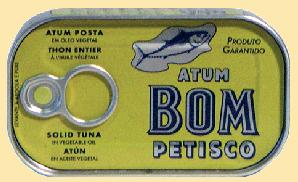 ATUM POSTA
EM ÓLEO VEGETAL
THON ENTIER
À L'HUILE VÉGÉTALE
SOLID TUNA
IN VEGETABLE OIL
ATÚN
EN ACEITE VEGETAL
PRODUTO
GARANTIDO
ATUM
BOM
PETISCO